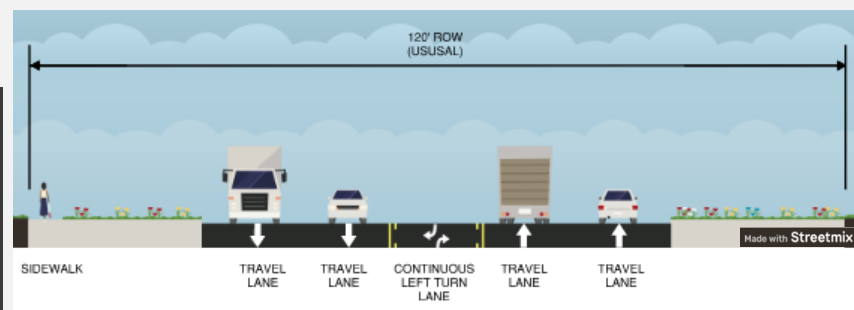 120' ROW
(USUSAL)
Made with Streetmix
SIDEWALK
TRAVEL
LANE
TRAVEL
LANE
CONTINUOUS
LEFT TURN
LANE
TRAVEL
LANE
TRAVEL
LANE